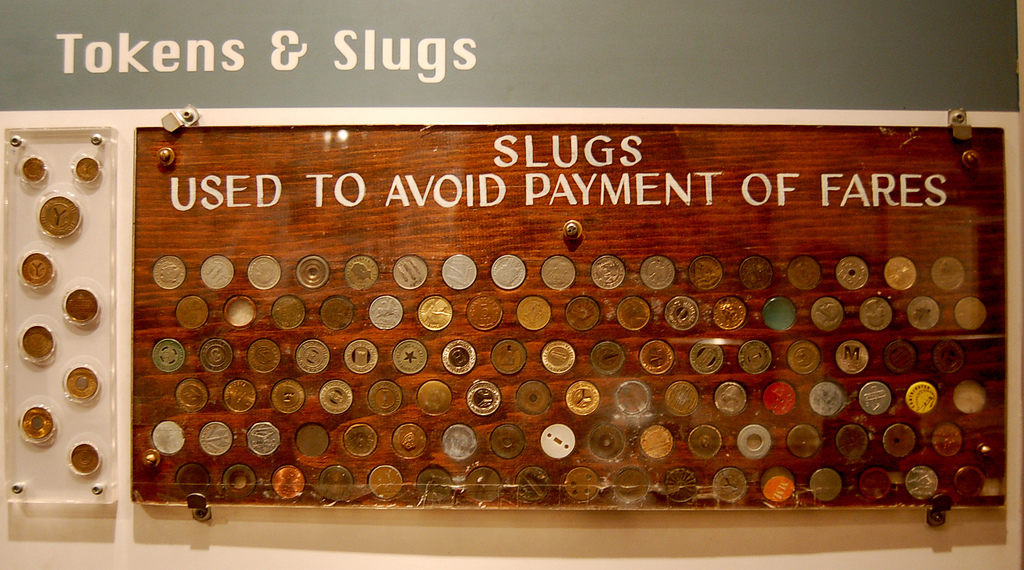 Tokens & Slugs
SLUGS
USED TO AVOID PAYMENT OF FARES
Y
Y
M